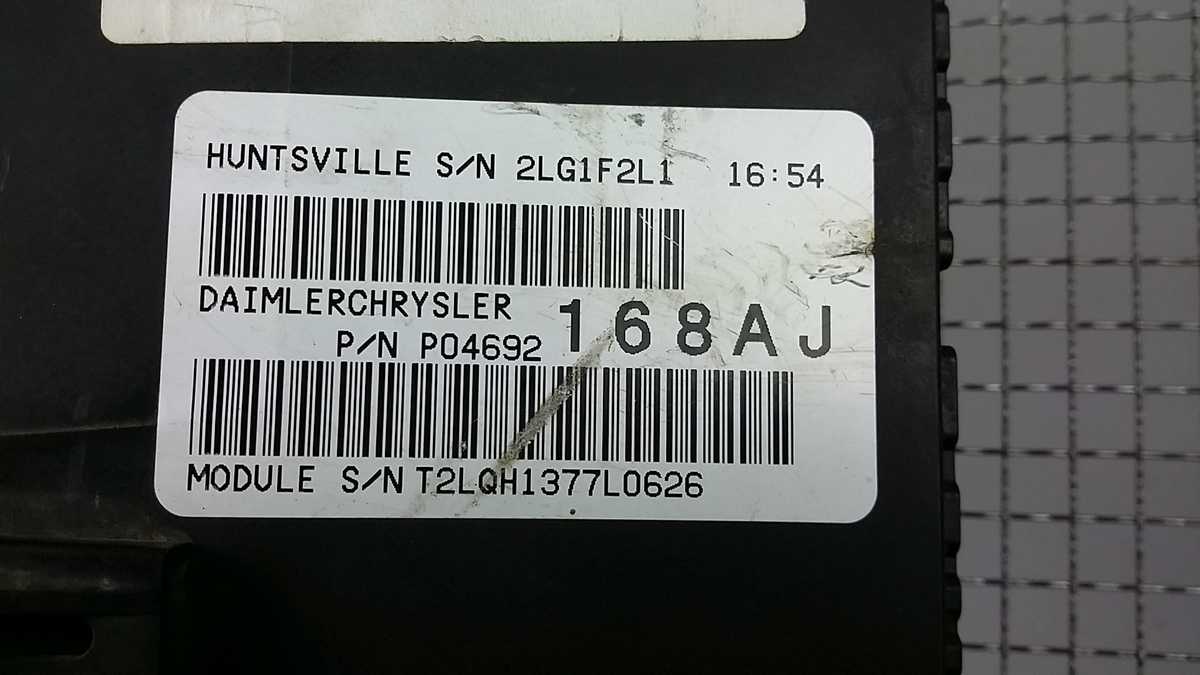 HUNTSVILLE S/N 2LG1F2L1 16:54
DAIMLERCHRYSLER
P/N P04692 168AJ
MODULE S/N T2LQH1377L0626